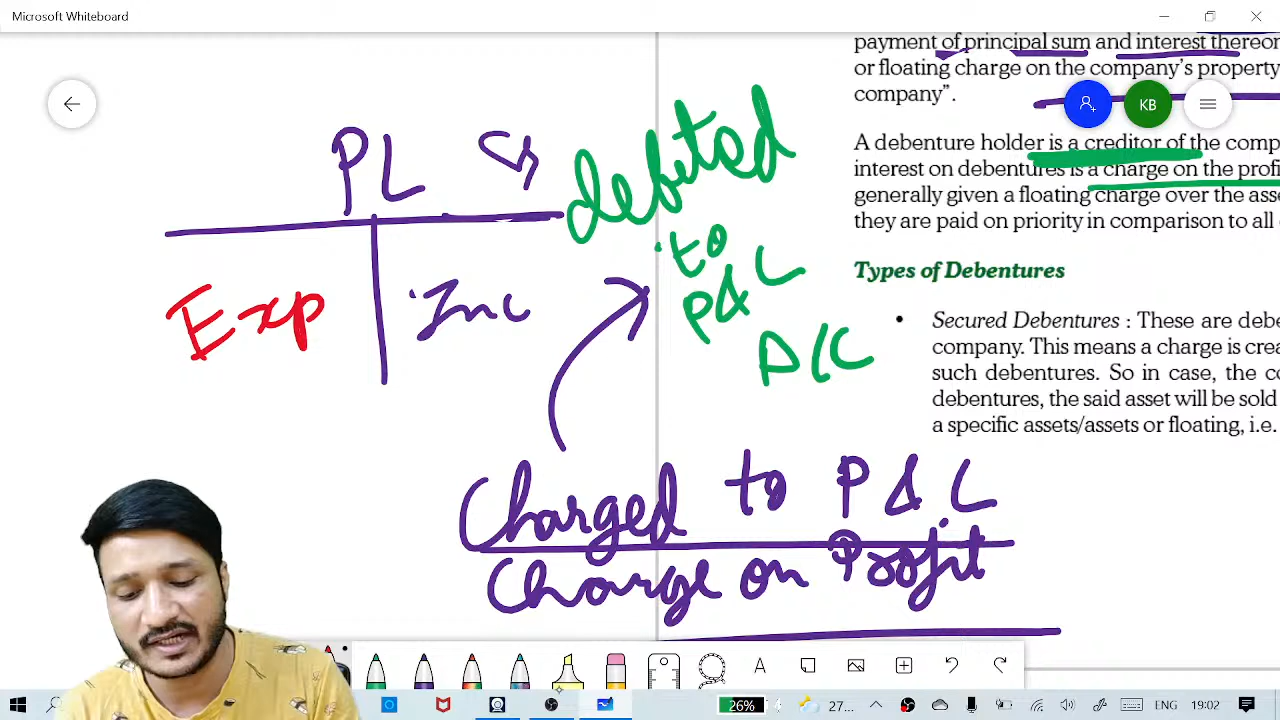 Microsoft Whiteboard
payment of principal sum and interest thereon
or floating charge on the company's property
company".
KB
A debenture holder is a creditor of the comp
interest on debentures is a charge on the profi
generally given a floating charge over the asse
they are paid on priority in comparison to all
Types of Debentures
• Secured Debentures : These are debe
company. This means a charge is crea
such debentures. So in case, the co
debentures, the said asset will be sold
a specific assets/assets or floating, i.e.
PL
debited
to
P&L
A/C
Exp
Inc
Charged to P & L
Charge on Profit
A
26%
27...
ENG
19:02